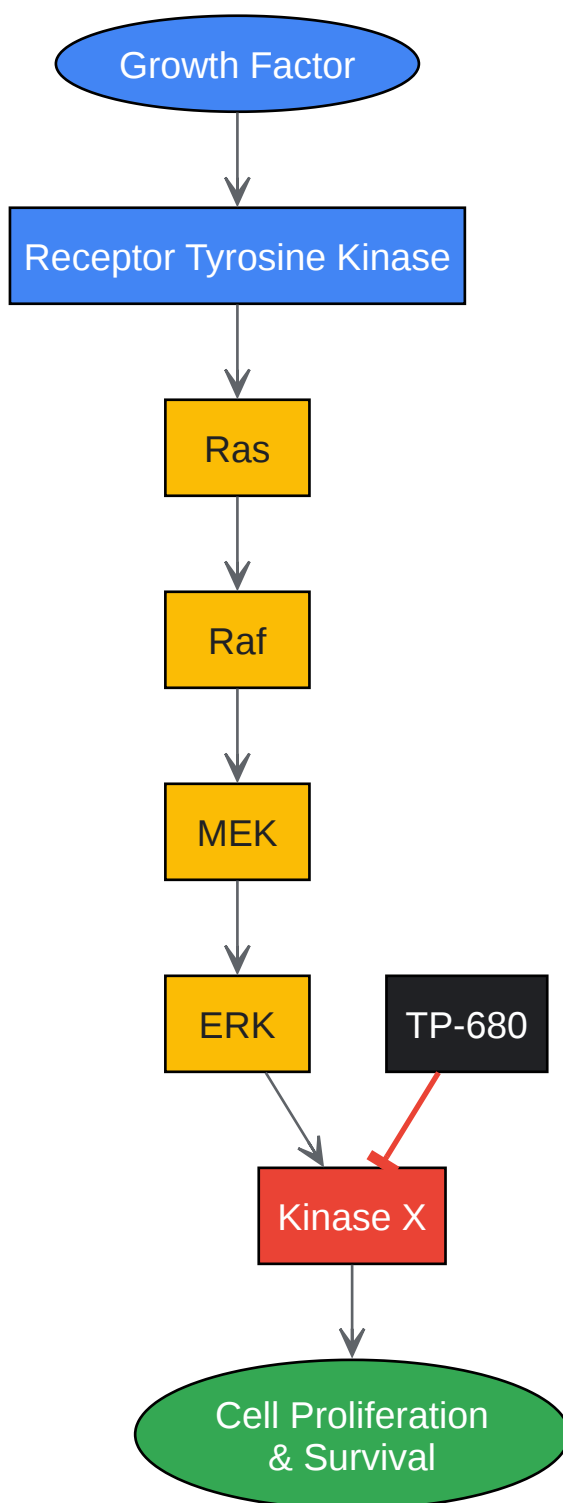 Growth Factor
Receptor Tyrosine Kinase
Ras
Raf
MEK
ERK
TP-680
Kinase X
Cell Proliferation
& Survival